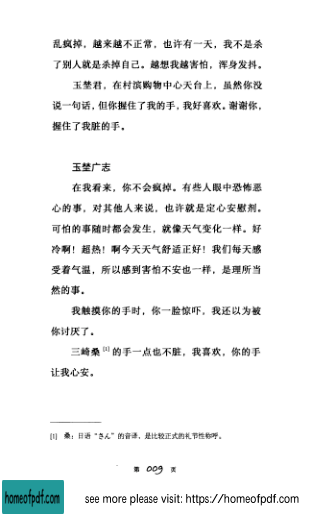 乱疯掉，越来越不正常，也许有一天，我不是杀
了别人就是杀掉自己。越想我越害怕，浑身发抖。
玉埜君，在村滨购物中心天台上，虽然你没
说一句话，但你握住了我的手，我好喜欢。谢谢你，
握住了我脏的手。
玉埜广志
在我看来，你不会疯掉。有些人眼中恐怖恶
心的事，对其他人来说，也许就是定心安慰剂。
可怕的事随时都会发生，就像天气变化一样。好
冷啊！超热！啊今天天气舒适正好！我们每天感
受着气温，所以感到害怕不安也一样，是理所当
然的事。
我触摸你的手时，你一脸惊吓，我还以为被
你讨厌了。
三崎桑 [1] 的手一点也不脏，我喜欢，你的手
让我心安。
[1] 桑：日语“さん”的音译，是比较正式的礼节性称呼。
第 009 页
homeofpdf.com
see more please visit: https://homeofpdf.com